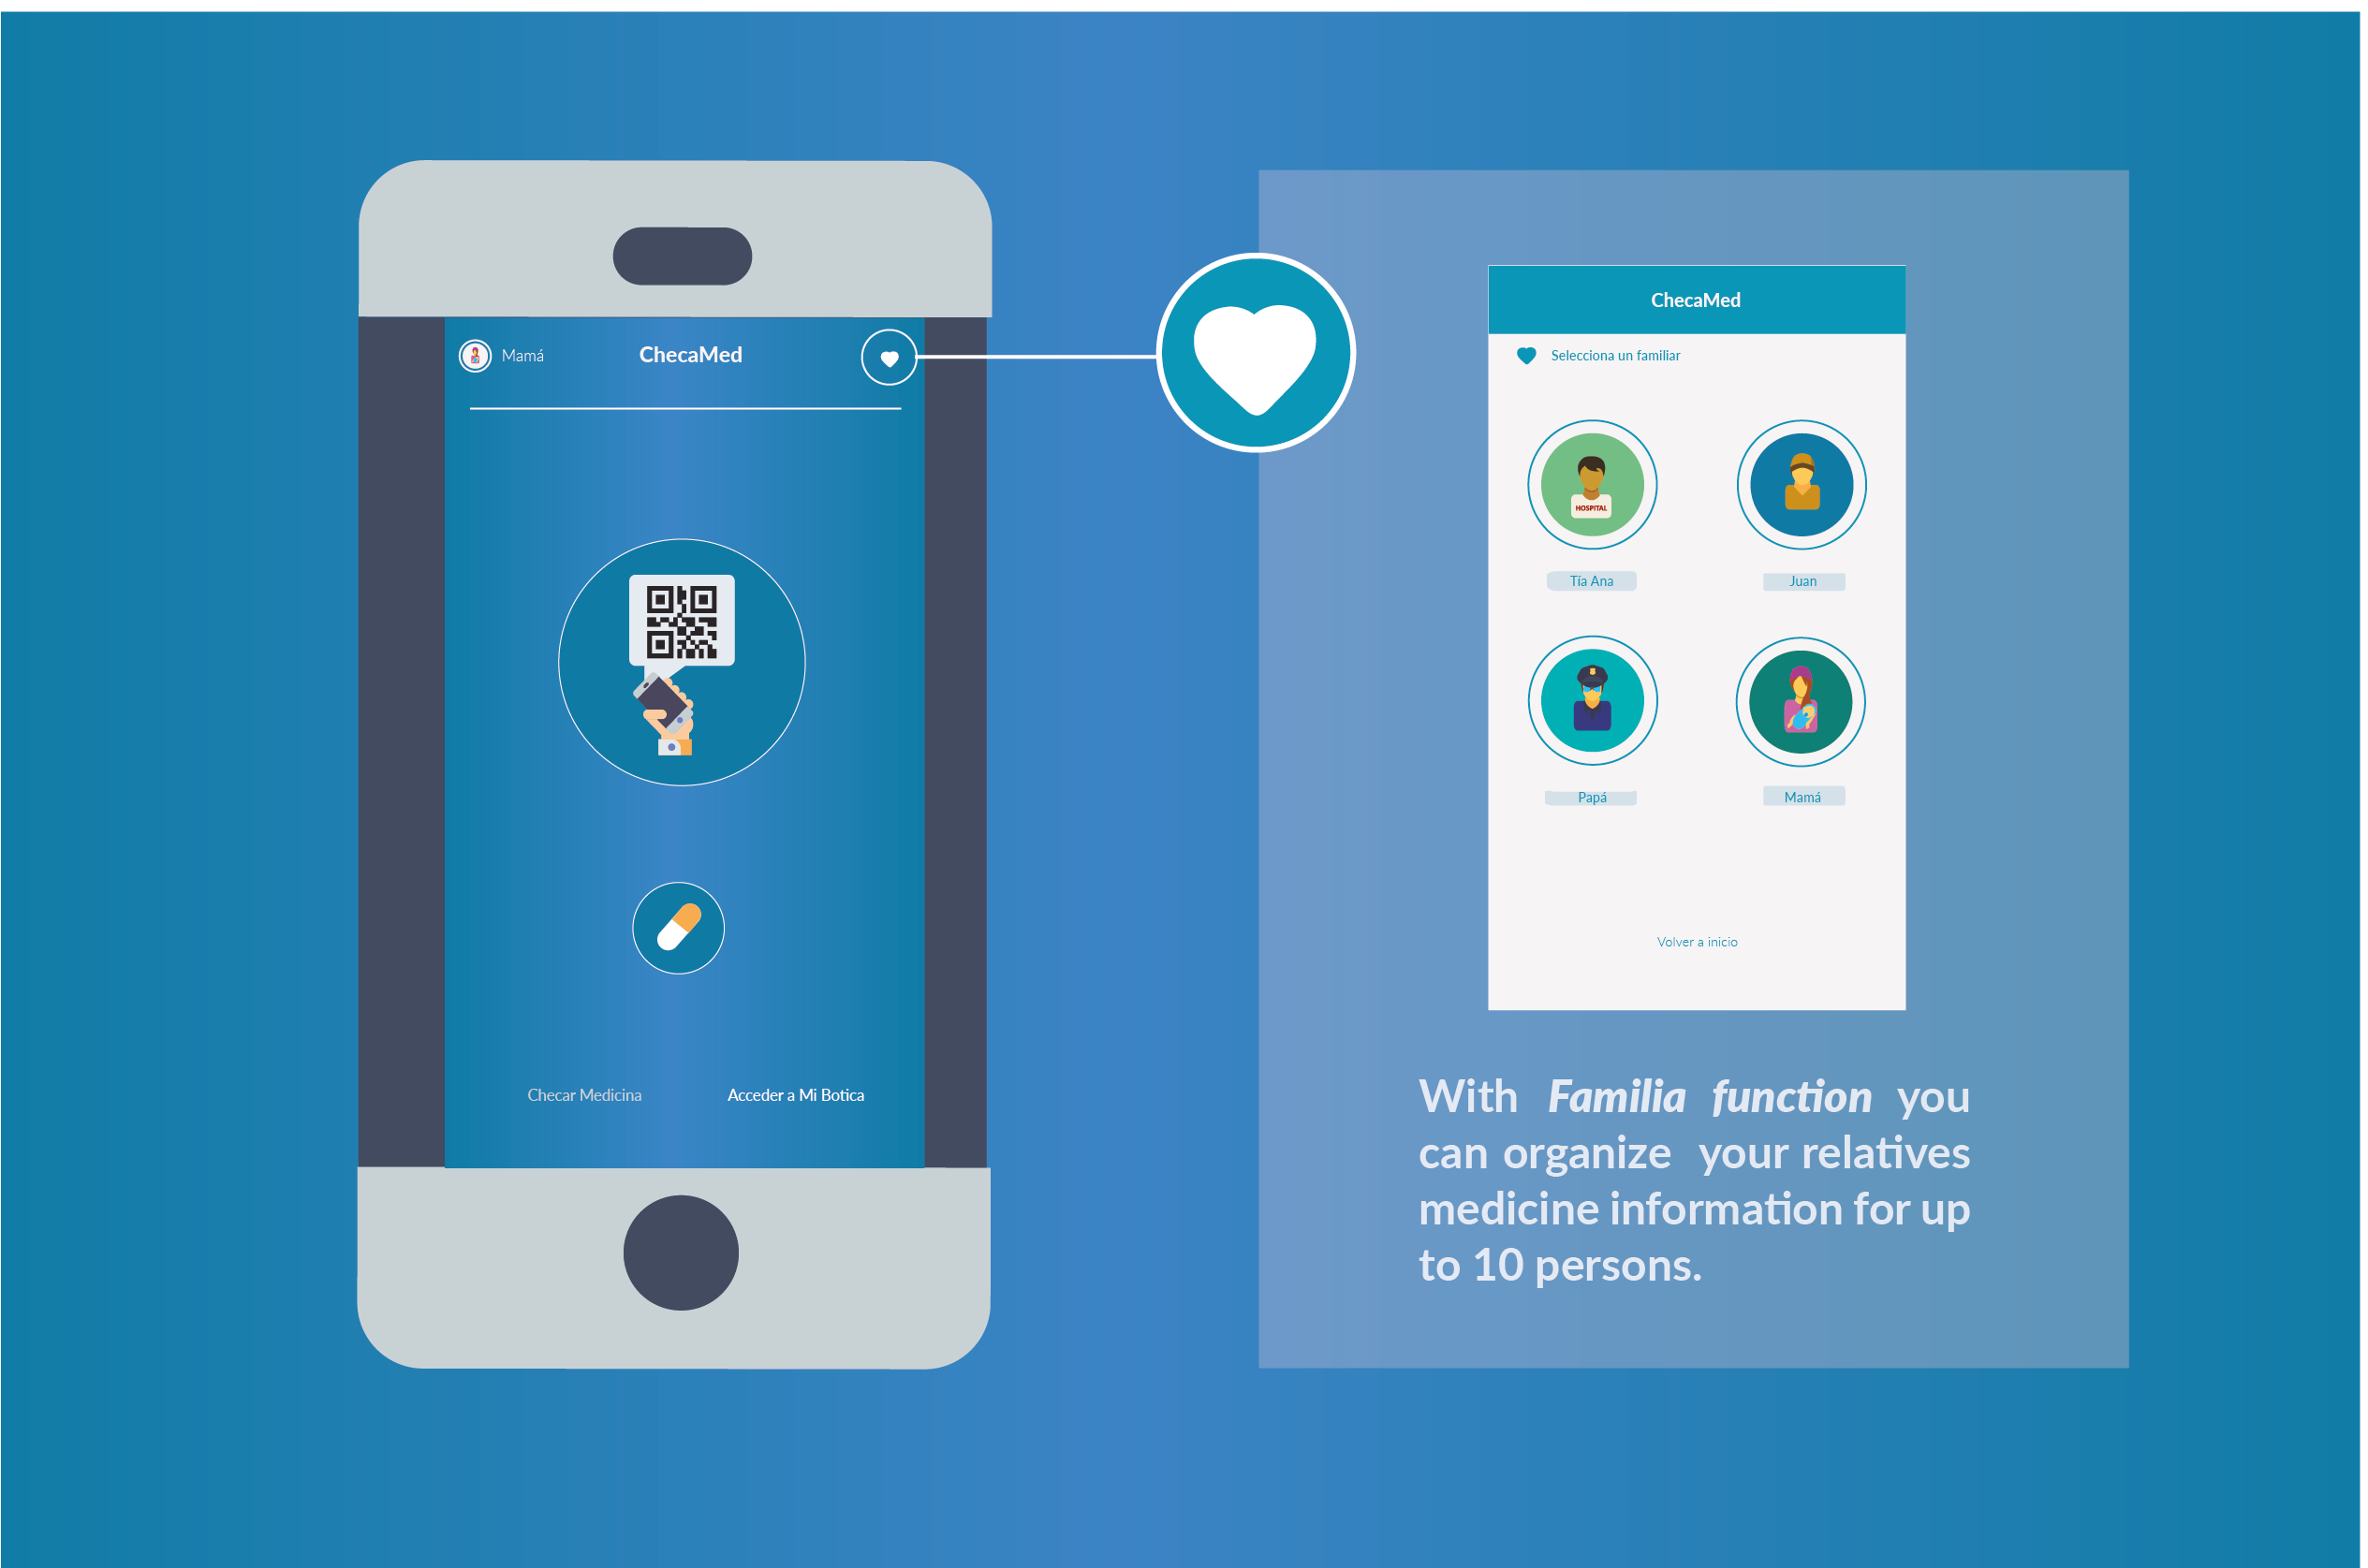 Mamá
ChecaMed
Checar Medicina
Acceder a Mi Botica
ChecaMed
Selecciona un familiar
HOSPITAL
Tía Ana
Juan
Papá
Mamá
Volver a inicio
With Familia function you
can organize your relatives
medicine information for up
to 10 persons.